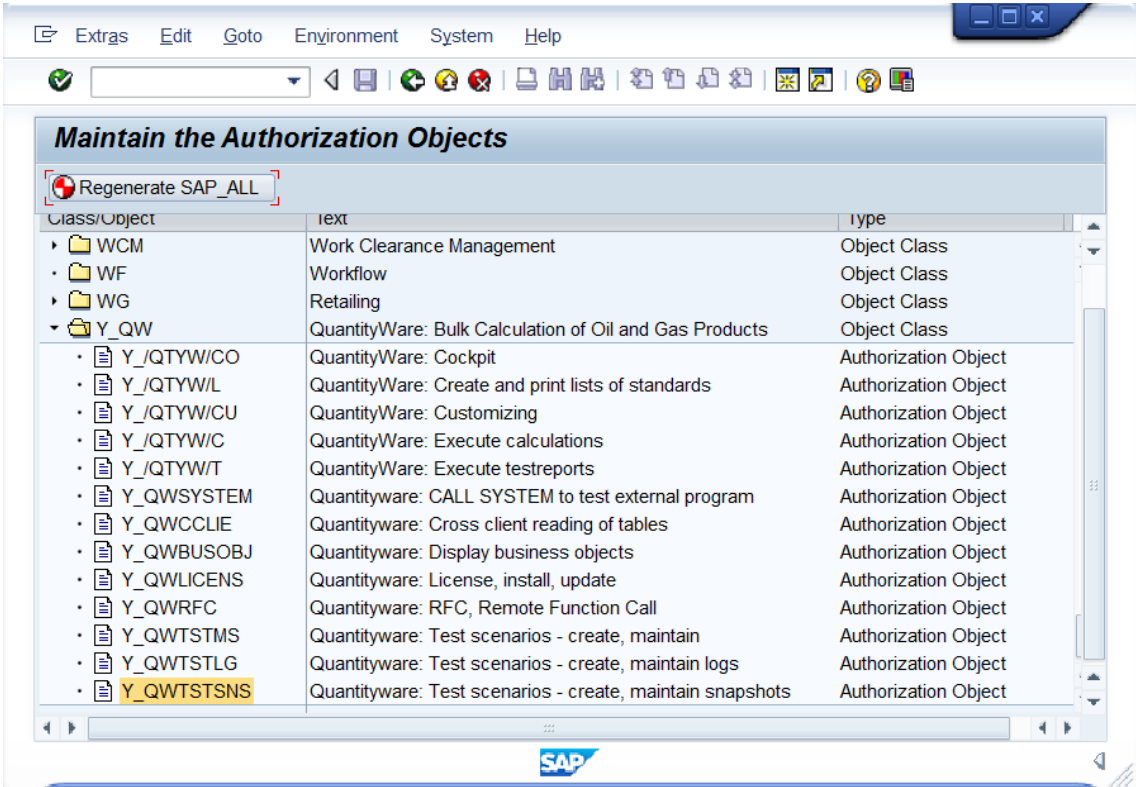 Extras Edit Goto Environment System Help
Maintain the Authorization Objects
Regenerate SAP_ALL
Class/Object Text Type
WCM Work Clearance Management Object Class
WF Workflow Object Class
WG Retailing Object Class
Y_QW QuantityWare: Bulk Calculation of Oil and Gas Products Object Class
Y_/QTYW/CO QuantityWare: Cockpit Authorization Object
Y_/QTYW/L QuantityWare: Create and print lists of standards Authorization Object
Y_/QTYW/CU QuantityWare: Customizing Authorization Object
Y_/QTYW/C QuantityWare: Execute calculations Authorization Object
Y_/QTYW/T QuantityWare: Execute testreports Authorization Object
Y_QWSYSTEM Quantityware: CALL SYSTEM to test external program Authorization Object
Y_QWCCLIE Quantityware: Cross client reading of tables Authorization Object
Y_QWBUSOBJ Quantityware: Display business objects Authorization Object
Y_QWLICENS Quantityware: License, install, update Authorization Object
Y_QWRFC Quantityware: RFC, Remote Function Call Authorization Object
Y_QWTSTMS Quantityware: Test scenarios - create, maintain Authorization Object
Y_QWTSTLG Quantityware: Test scenarios - create, maintain logs Authorization Object
Y_QWTSTSNS Quantityware: Test scenarios - create, maintain snapshots Authorization Object
SAP